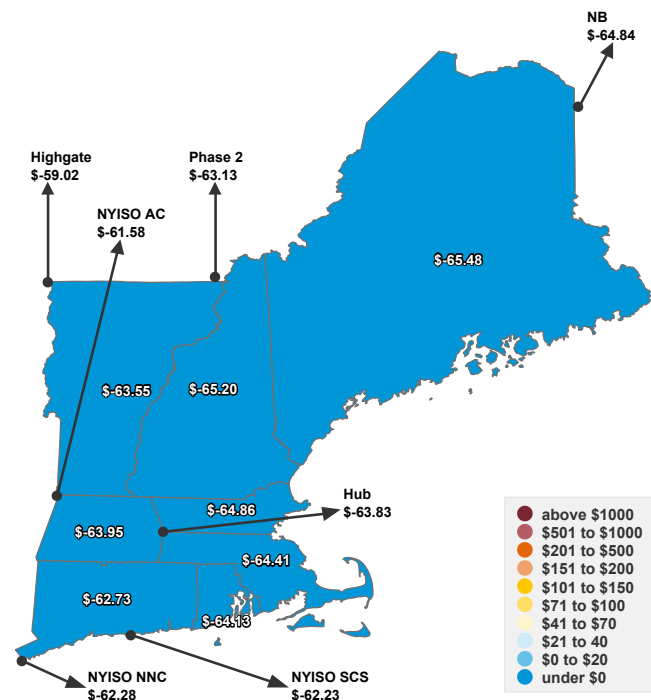 NB
$-64.84
Highgate
$-59.02
Phase 2
$-63.13
NYISO AC
$-61.58
$-65.48
$-63.55
$-65.20
Hub
$-63.83
$-64.86
$-63.95
$-64.41
$-62.73
$-64.13
NYISO NNC
$-62.28
NYISO SCS
$-62.23
above $1000
$501 to $1000
$201 to $500
$151 to $200
$101 to $150
$71 to $100
$41 to $70
$21 to 40
$0 to $20
under $0